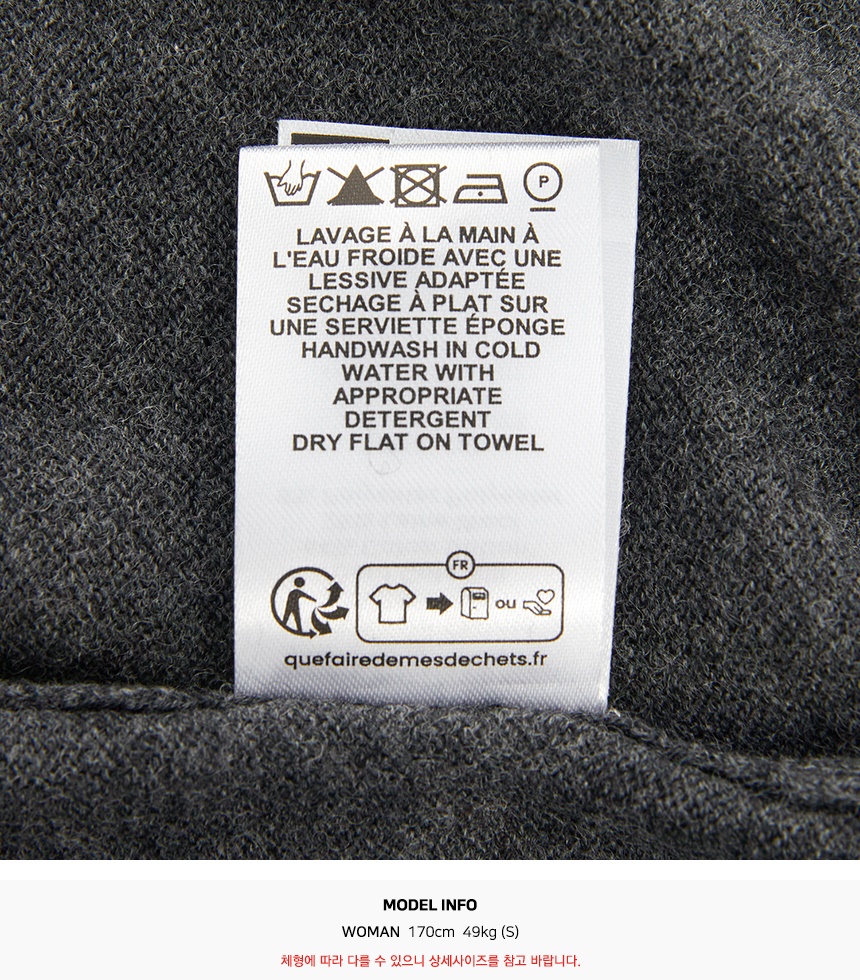 P
LAVAGE À LA MAIN À
L'EAU FROIDE AVEC UNE
LESSIVE ADAPTÉE
SECHAGE À PLAT SUR
UNE SERVIETTE ÉPONGE
HANDWASH IN COLD
WATER WITH
APPROPRIATE
DETERGENT
DRY FLAT ON TOWEL
FR
ou
quefairedemesdechets.fr
MODEL INFO
WOMAN 170cm 49kg (S)
체형에 따라 다를 수 있으니 상세사이즈를 참고 바랍니다.